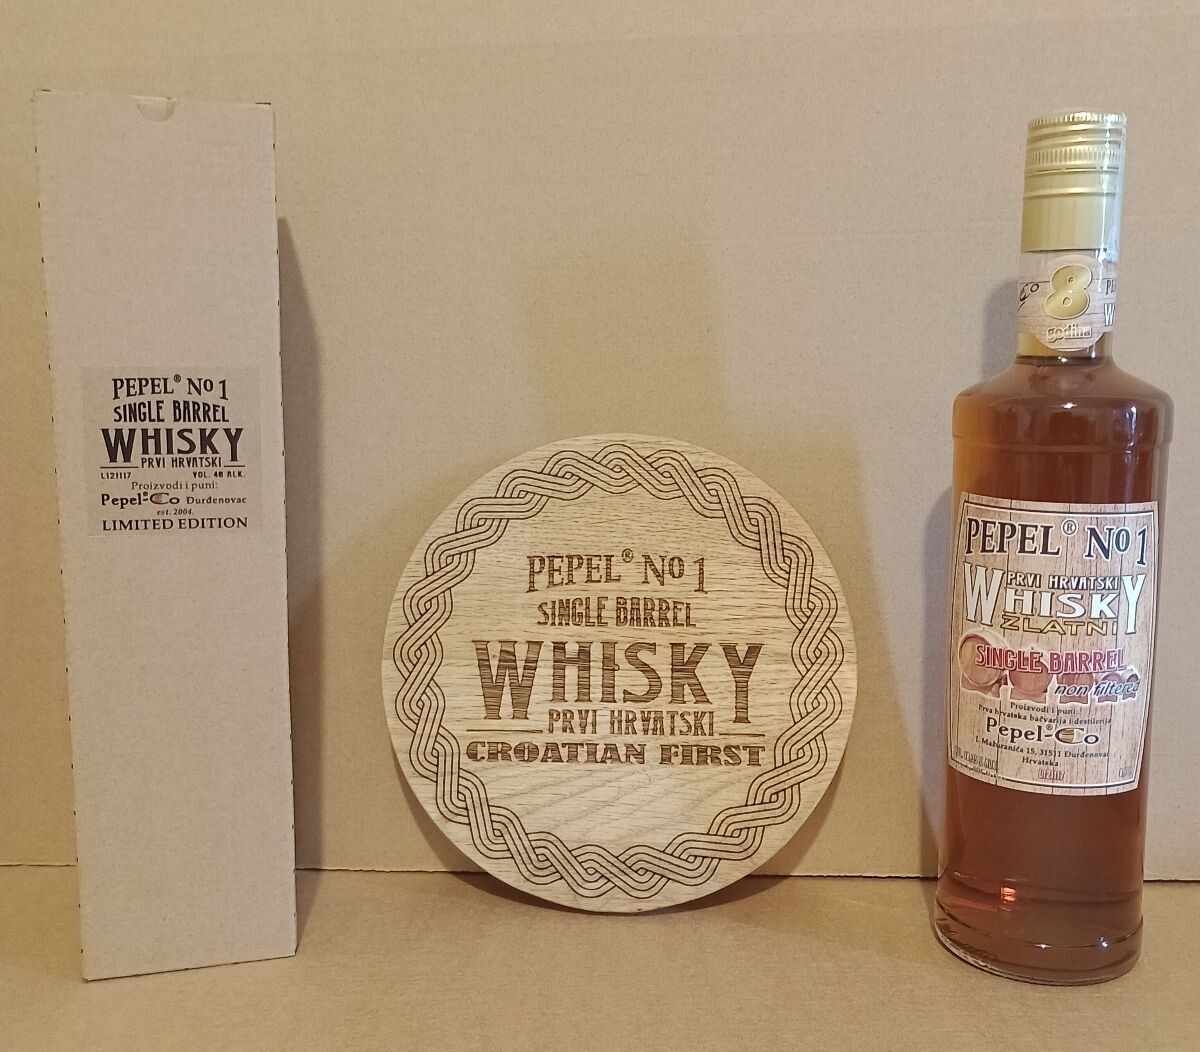 PEPEL® No 1
SINGLE BARREL
WHISKY
PRVI HRVATSKI
L121117 VOL. 40 ALK.
Proizvodi i puni:
Pepel-Co Đurđenovac
est. 2004.
LIMITED EDITION
PEPEL® No 1
SINGLE BARREL
WHISKY
PRVI HRVATSKI
CROATIAN FIRST
8
godina
PEPEL® No 1
PRVI HRVATSKI
WHISKY
ZLATNI
SINGLE BARREL
non filtered
Proizvodi i puni:
Prva hrvatska bačvarija i destilerija
Pepel®-Co
I. Mažuranića 15, 31511 Đurđenovac
Hrvatska
L121117